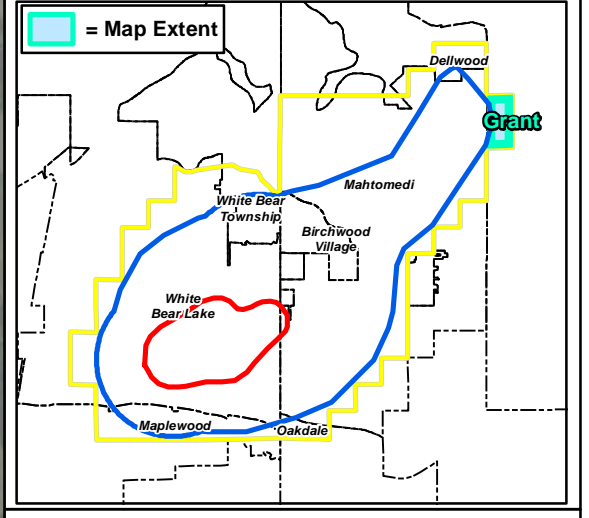 = Map Extent
Dellwood
Grant
Mahtomedi
White Bear
Township
Birchwood
Village
White
Bear Lake
Maplewood
Oakdale